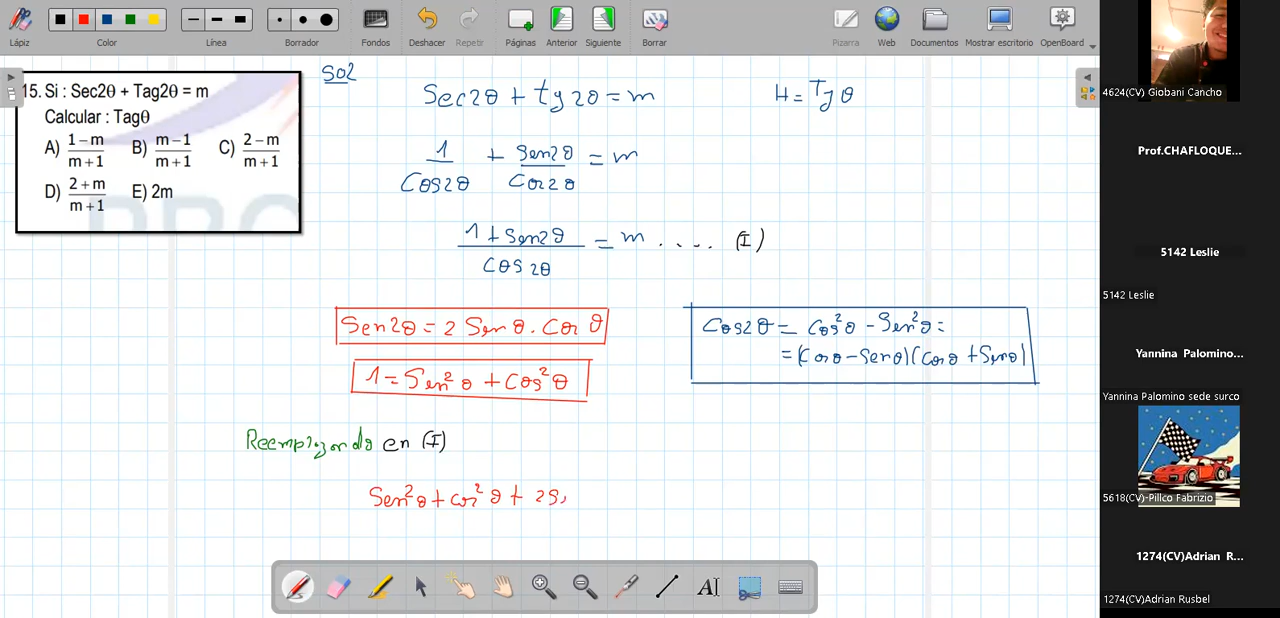 Lápiz
Color
Línea
Borrador
Fondos
Deshacer
Repetir
Páginas
Anterior
Siguiente
Borrar
Pizarra
Web
Documentos
Mostrar escritorio
OpenBoard
15. Si : Sec2θ + Tag2θ = m
Calcular : Tagθ
A) 1−m / m+1 B) m−1 / m+1 C) 2−m / m+1
D) 2+m / m+1 E) 2m
Sol
Sec2θ + tg2θ = m
H = Tgθ
1/Cos2θ + Sen2θ/Cos2θ = m
1 + Sen2θ / Cos2θ = m .... (I)
Sen2θ = 2 Senθ . Cosθ
1 = Sen²θ + Cos²θ
Cos2θ = Cos²θ − Sen²θ =
= (Cosθ − Senθ)(Cosθ + Senθ)
Reemplazando en (I)
Sen²θ + Cos²θ + 2S
4624(CV) Giobani Cancho
Prof.CHAFLOQUE...
5142 Leslie
5142 Leslie
Yannina Palomino...
Yannina Palomino sede surco
5618(CV)-Pillco Fabrizio
1274(CV)Adrian R...
1274(CV)Adrian Rusbel